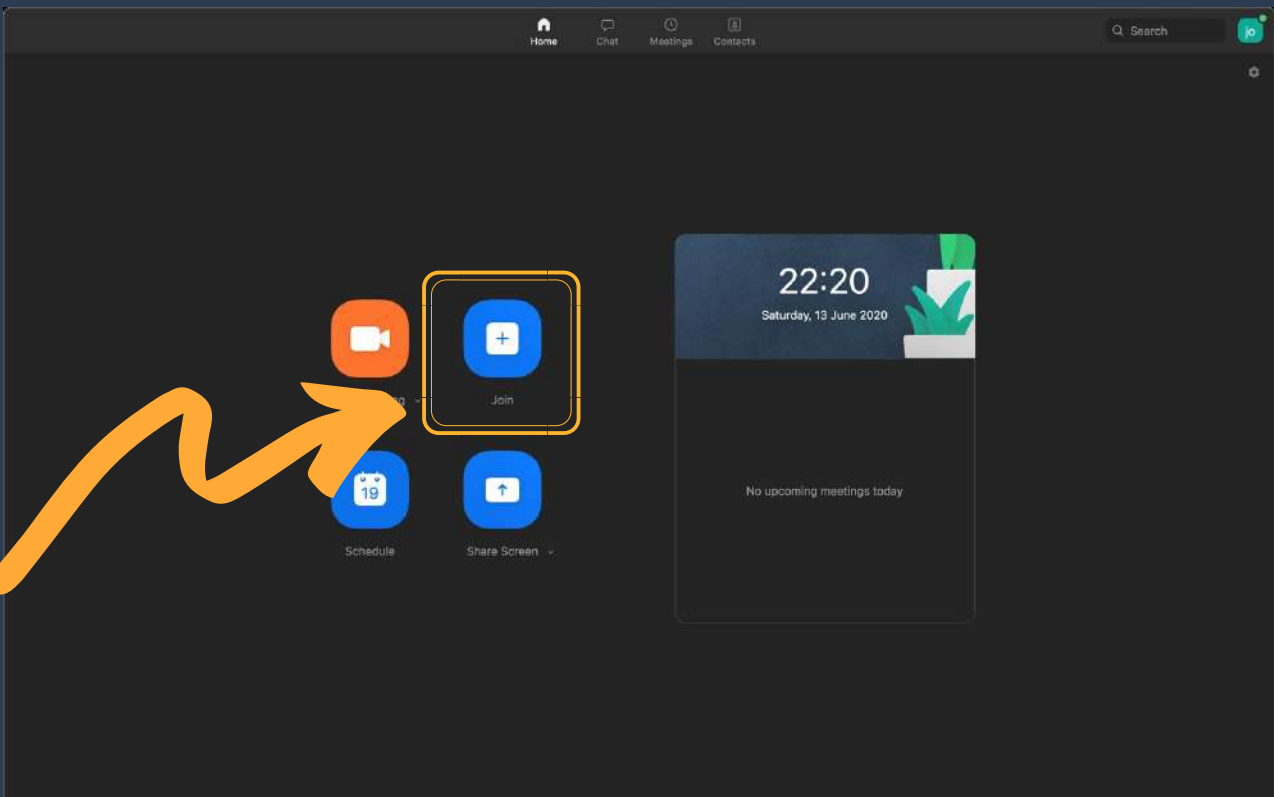 Home
Chat
Meetings
Contacts
Search
jo
22:20
Saturday, 13 June 2020
Join
19
Schedule
Share Screen
No upcoming meetings today